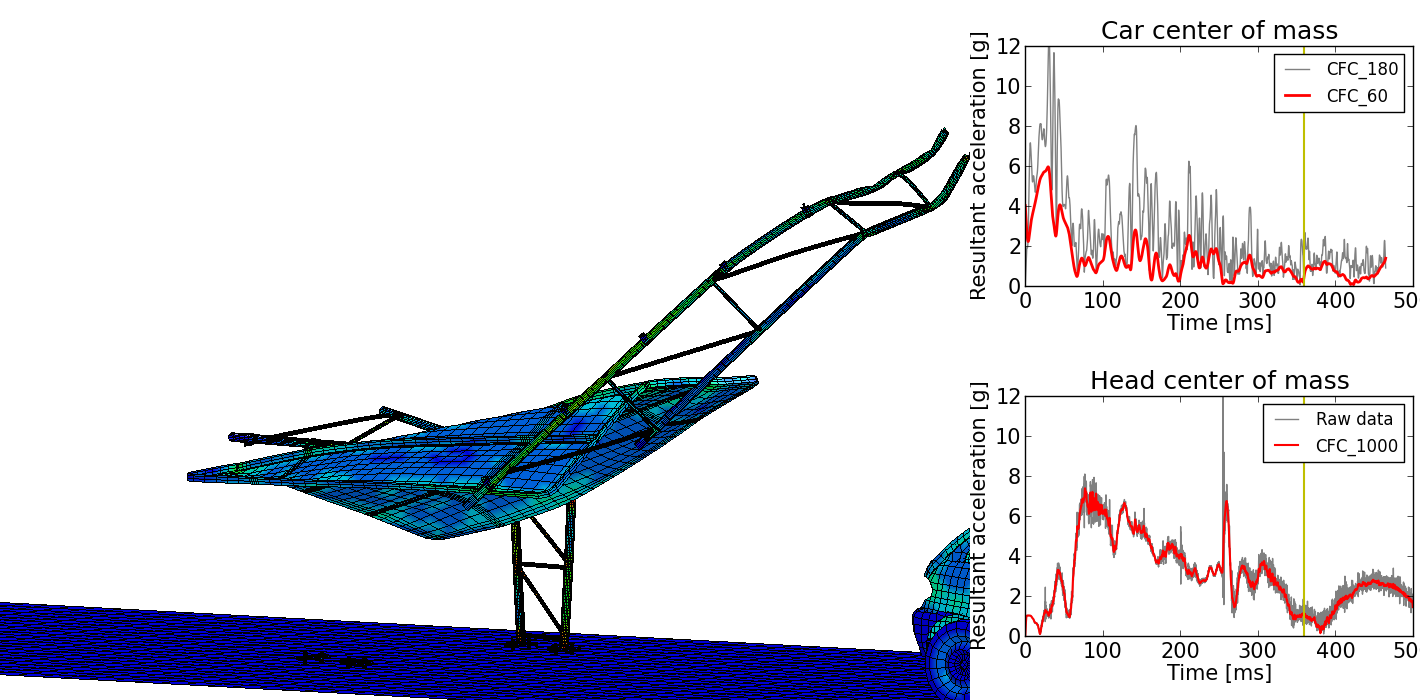 Car center of mass
Resultant acceleration [g]
12
10
8
6
4
2
0
CFC_180
CFC_60
0 100 200 300 400 50
Time [ms]
Head center of mass
Resultant acceleration [g]
12
10
8
6
4
2
0
Raw data
CFC_1000
0 100 200 300 400 50
Time [ms]